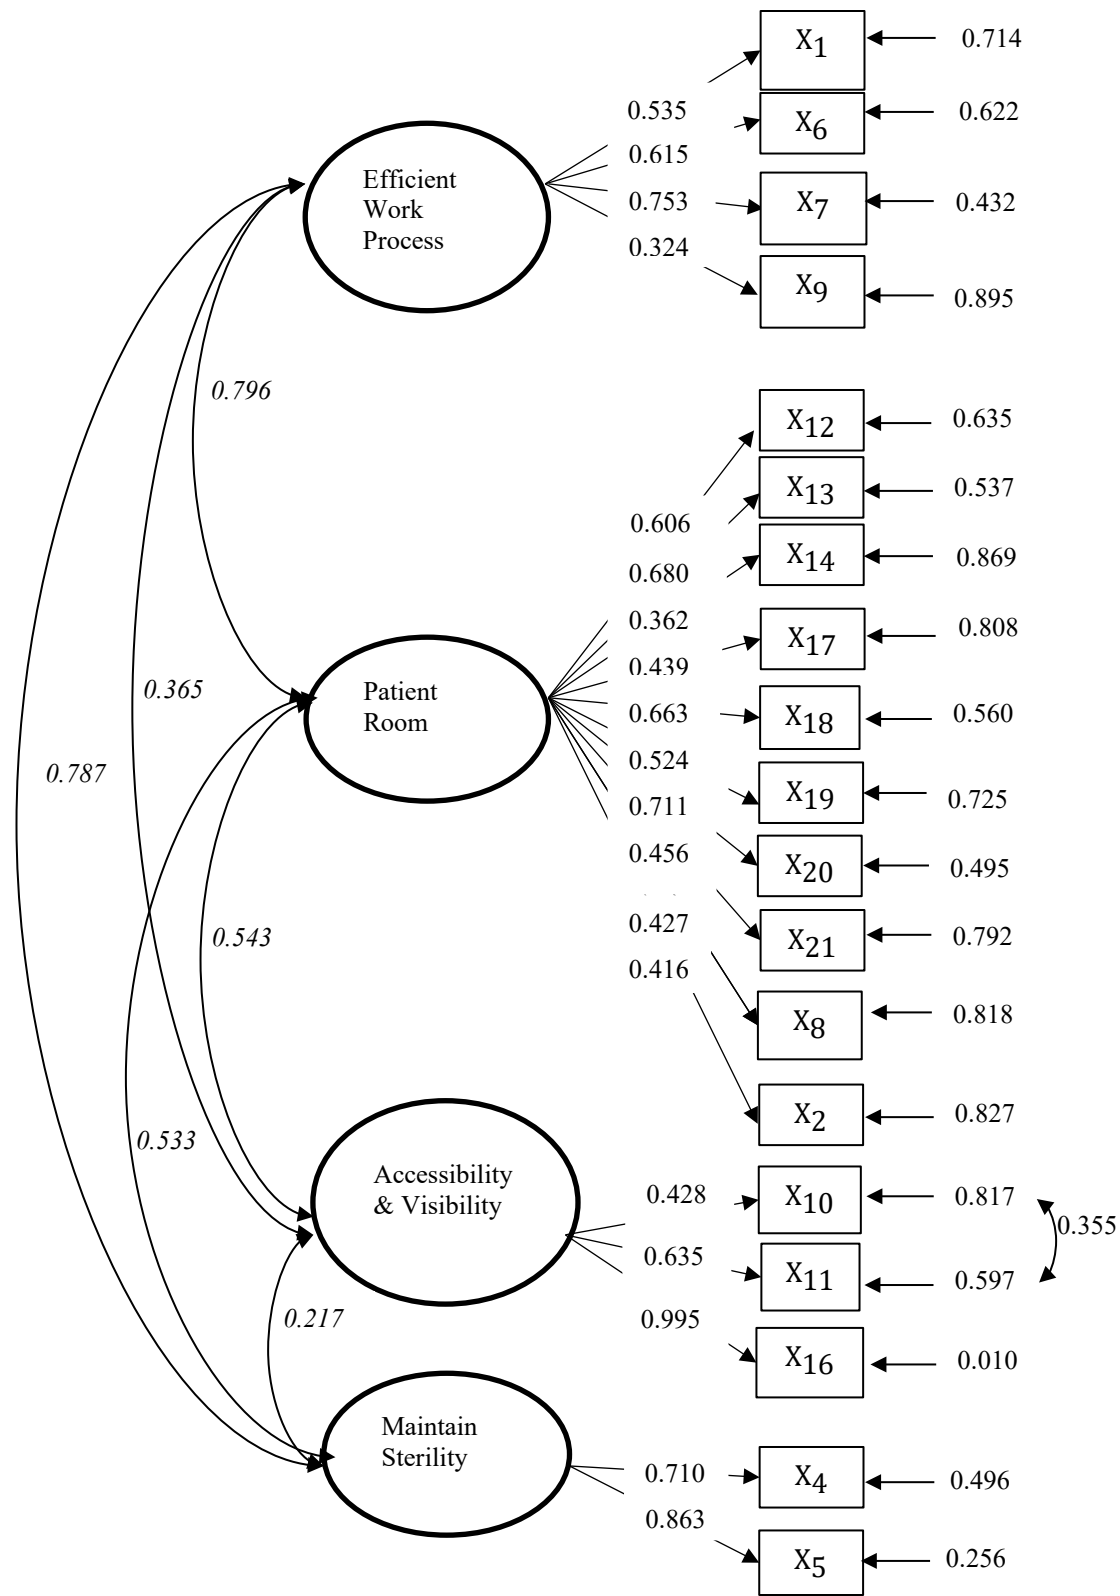 X1
0.714
0.535
X6
0.622
0.615
Efficient
Work
Process
0.753
X7
0.432
0.324
X9
0.895
0.796
X12
0.635
X13
0.537
0.606
X14
0.869
0.680
0.362
X17
0.808
0.439
Patient
Room
0.365
0.663
X18
0.560
0.524
0.787
X19
0.725
0.711
0.456
X20
0.495
0.427
X21
0.792
0.543
0.416
X8
0.818
X2
0.827
0.533
Accessibility
& Visibility
0.428
X10
0.817
0.355
0.635
X11
0.597
0.217
0.995
X16
0.010
Maintain
Sterility
0.710
X4
0.496
0.863
X5
0.256